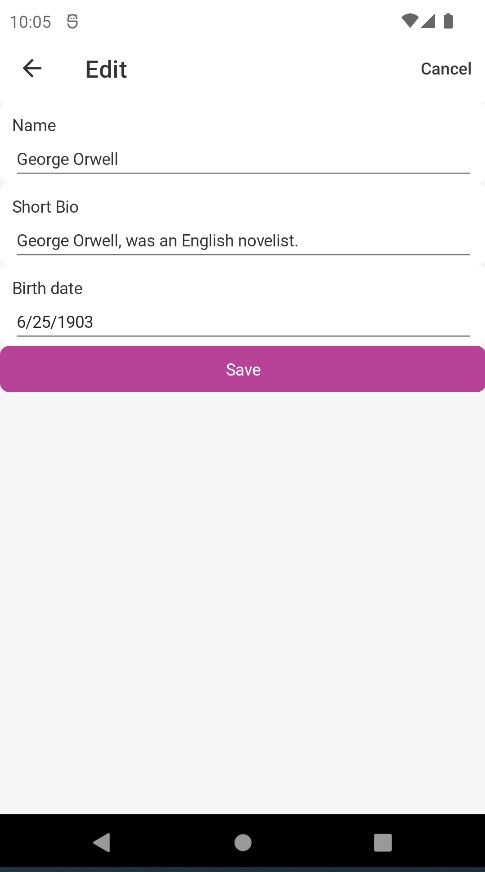 10:05
Edit
Cancel
Name
George Orwell
Short Bio
George Orwell, was an English novelist.
Birth date
6/25/1903
Save